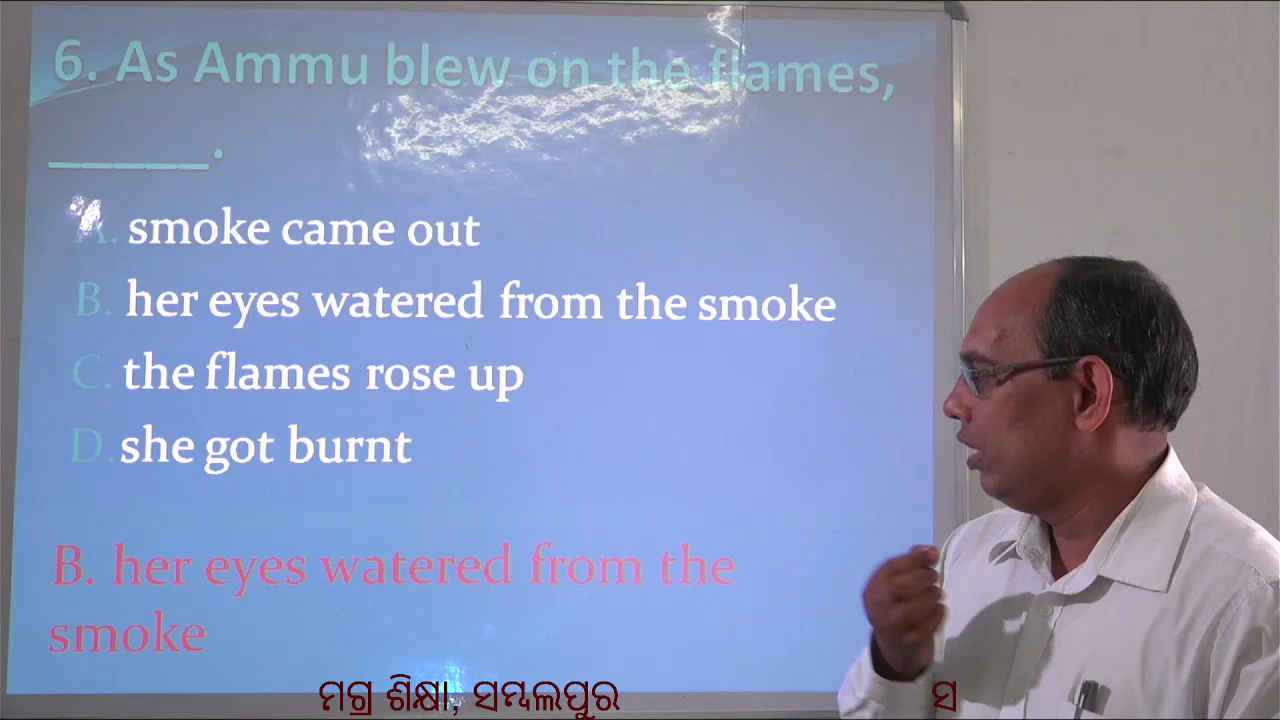 6. As Ammu blew on the flames,
______.
A. smoke came out
B. her eyes watered from the smoke
C. the flames rose up
D. she got burnt
B. her eyes watered from the
smoke
ମଗ୍ର ଶିକ୍ଷା, ସମ୍ବଲପୁର ସ